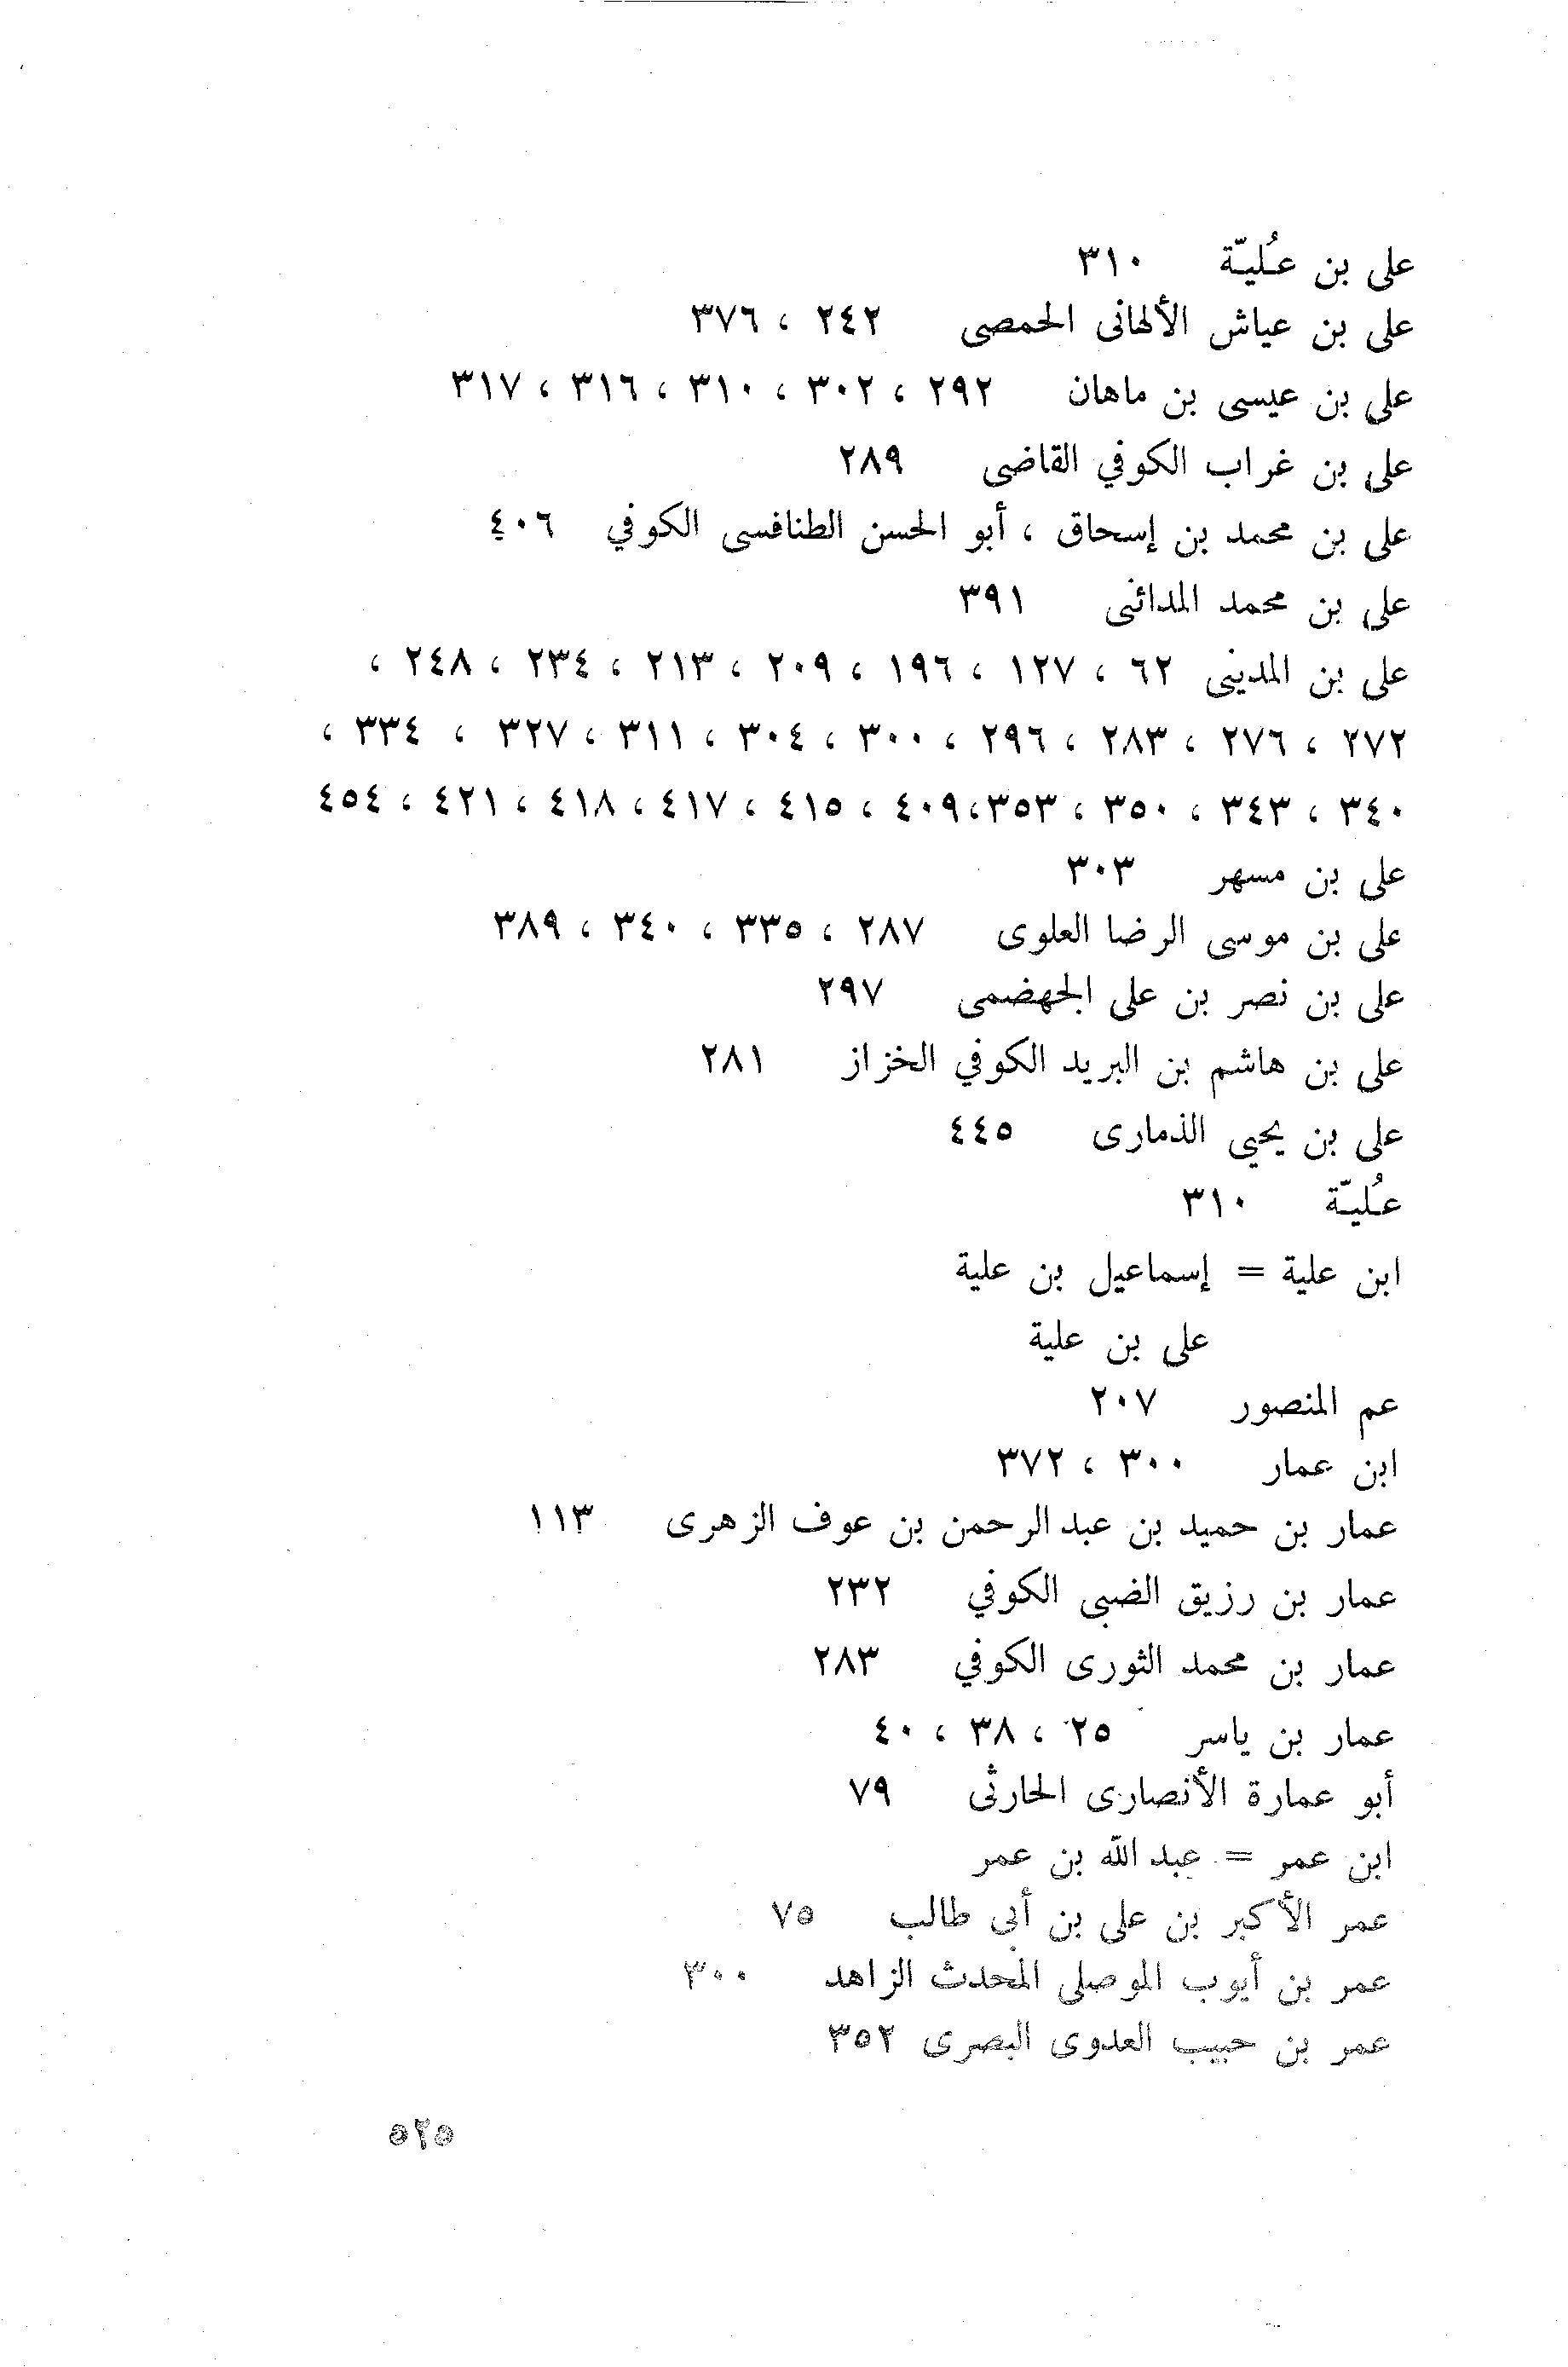 على بن عُليّة ٣١٠
على بن عياش الألهانى الحمصى ٢٤٢ ، ٣٧٦
على بن عيسى بن ماهان ٢٩٢ ، ٣٠٢ ، ٣١٠ ، ٣١٦ ، ٣١٧
على بن غراب الكوفي القاضى ٢٨٩
على بن محمد بن إسحاق ، أبو الحسن الطنافسى الكوفي ٤٠٦
على بن محمد المدائنى ٣٩١
على بن المدينى ٦٢ ، ١٢٧ ، ١٩٦ ، ٢٠٩ ، ٢١٣ ، ٢٣٤ ، ٢٤٨ ،
٢٧٢ ، ٢٧٦ ، ٢٨٣ ، ٢٩٦ ، ٣٠٠ ، ٣٠٤ ، ٣١١ ، ٣٢٧ ، ٣٣٤ ،
٣٤٠ ، ٣٤٣ ، ٣٥٠ ، ٣٥٣،٤٠٩ ، ٤١٥ ، ٤١٧ ، ٤١٨ ، ٤٢١ ، ٤٥٤
على بن مسهر ٣٠٣
على بن موسى الرضا العلوى ٢٨٧ ، ٣٣٥ ، ٣٤٠ ، ٣٨٩
على بن نصر بن على الجهضمى ٢٩٧
على بن هاشم بن البريد الكوفي الخزاز ٢٨١
على بن يحيى الذمارى ٤٤٥
عُليّة ٣١٠
ابن علية = إسماعيل بن علية
على بن علية
عم المنصور ٢٠٧
ابن عمار ٣٠٠ ، ٣٧٢
عمار بن حميد بن عبد الرحمن بن عوف الزهرى ١١٣
عمار بن رزيق الضبى الكوفي ٢٣٢
عمار بن محمد الثورى الكوفي ٢٨٣
عمار بن ياسر ٢٥ ، ٣٨ ، ٤٠
أبو عمارة الأنصارى الحارثى ٧٩
ابن عمر = عبد الله بن عمر
عمر الأكبر بن على بن أبى طالب ٧٥
عمر بن أيوب الموصلى المحدث الزاهد ٣٠٠
عمر بن حبيب العدوى البصرى ٣٥٢
٥٢٥